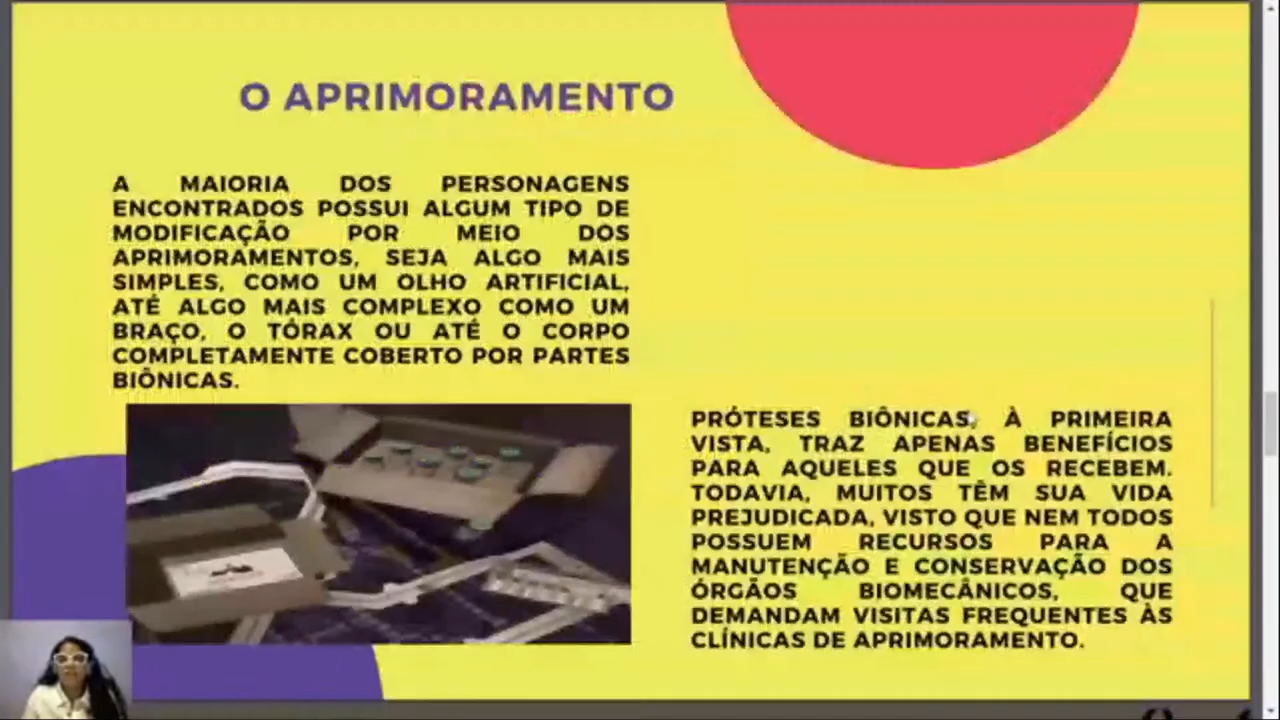 O APRIMORAMENTO
A MAIORIA DOS PERSONAGENS
ENCONTRADOS POSSUI ALGUM TIPO DE
MODIFICAÇÃO POR MEIO DOS
APRIMORAMENTOS, SEJA ALGO MAIS
SIMPLES, COMO UM OLHO ARTIFICIAL,
ATÉ ALGO MAIS COMPLEXO COMO UM
BRAÇO, O TÓRAX OU ATÉ O CORPO
COMPLETAMENTE COBERTO POR PARTES
BIÔNICAS.
PRÓTESES BIÔNICAS, À PRIMEIRA
VISTA, TRAZ APENAS BENEFÍCIOS
PARA AQUELES QUE OS RECEBEM.
TODAVIA, MUITOS TÊM SUA VIDA
PREJUDICADA, VISTO QUE NEM TODOS
POSSUEM RECURSOS PARA A
MANUTENÇÃO E CONSERVAÇÃO DOS
ÓRGÃOS BIOMECÂNICOS, QUE
DEMANDAM VISITAS FREQUENTES ÀS
CLÍNICAS DE APRIMORAMENTO.